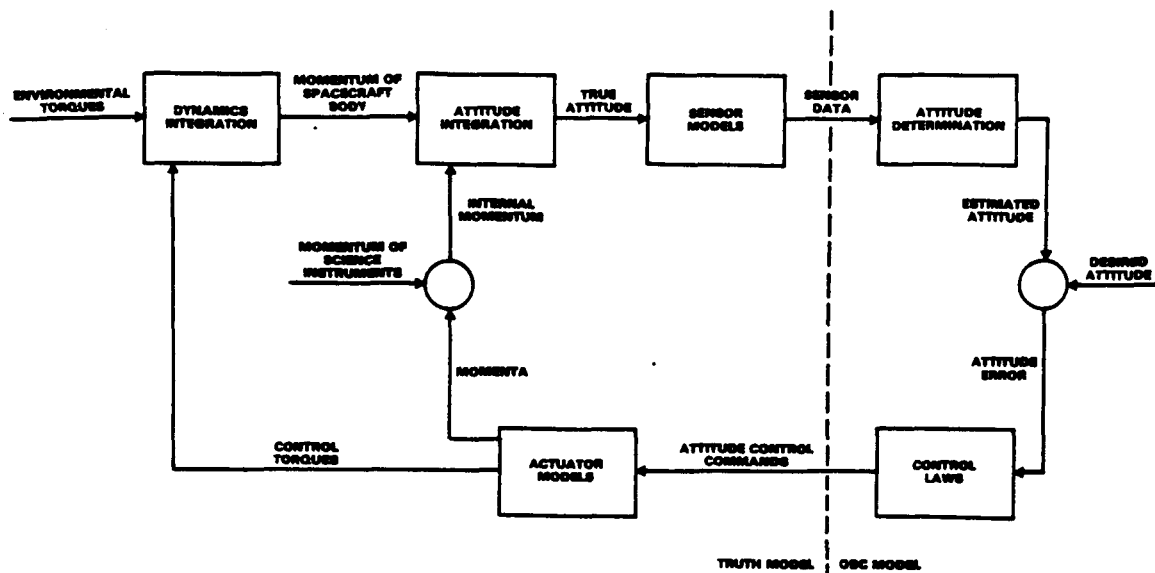 ENVIRONMENTAL
TORQUES
DYNAMICS
INTEGRATION
MOMENTUM OF
SPACECRAFT
BODY
ATTITUDE
INTEGRATION
TRUE
ATTITUDE
SENSOR
MODELS
SENSOR
DATA
ATTITUDE
DETERMINATION
INTERNAL
MOMENTUM
ESTIMATED
ATTITUDE
MOMENTUM OF
SCIENCE
INSTRUMENTS
DESIRED
ATTITUDE
MOMENTA
ATTITUDE
ERROR
CONTROL
TORQUES
ACTUATOR
MODELS
ATTITUDE CONTROL
COMMANDS
CONTROL
LAWS
TRUTH MODEL
OBC MODEL